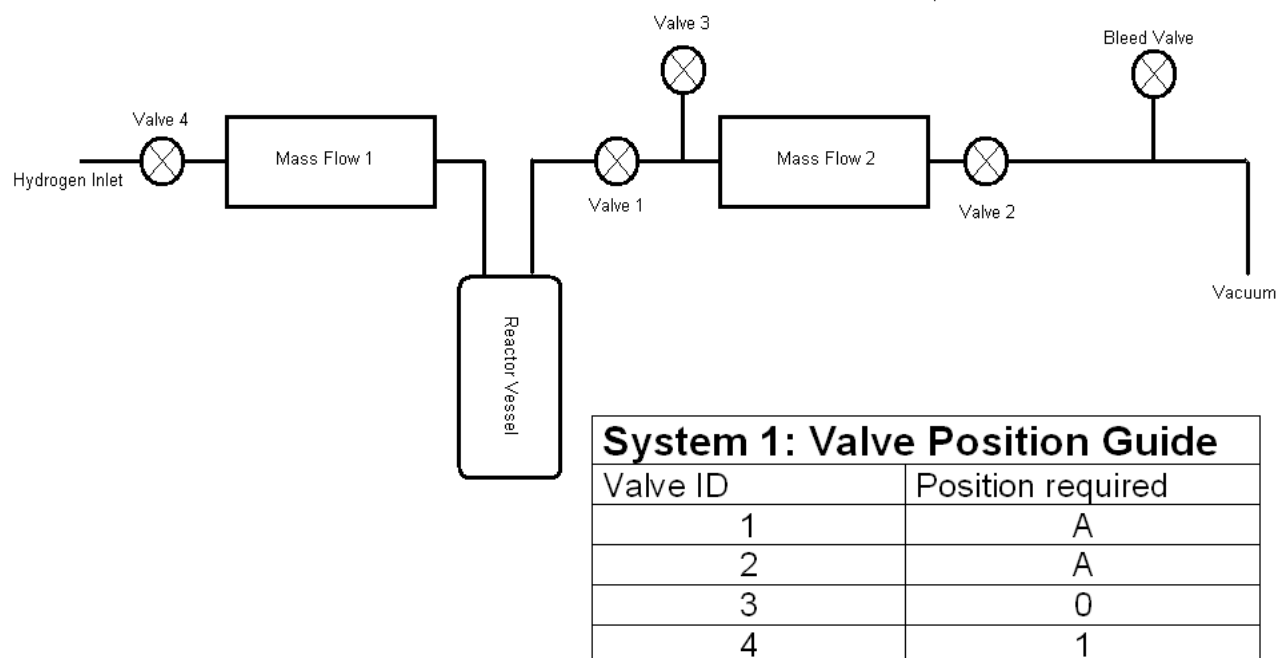 Valve 3
Bleed Valve
Valve 4
Mass Flow 1
Mass Flow 2
Hydrogen Inlet
Valve 1
Valve 2
Vacuum
Reactor Vessel
System 1: Valve Position Guide
Valve ID Position required
1 A
2 A
3 0
4 1